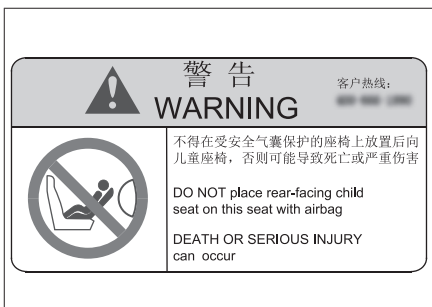 警告
WARNING
客户热线：
不得在受安全气囊保护的座椅上放置后向
儿童座椅，否则可能导致死亡或严重伤害
DO NOT place rear-facing child
seat on this seat with airbag
DEATH OR SERIOUS INJURY
can occur